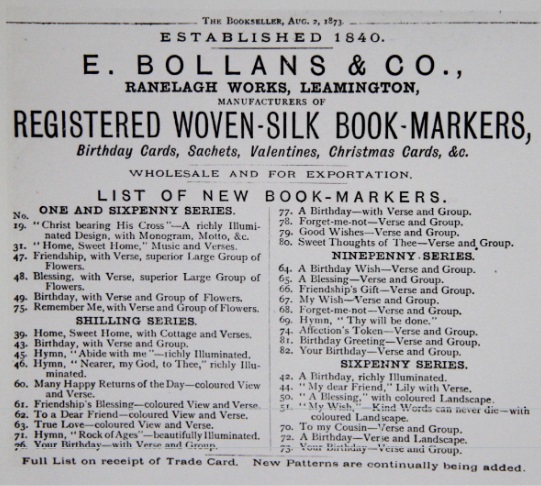 THE BOOKSELLER, AUG. 2, 1873.
ESTABLISHED 1840.
E. BOLLANS & CO.,
RANELAGH WORKS, LEAMINGTON,
MANUFACTURERS OF
REGISTERED WOVEN-SILK BOOK-MARKERS,
Birthday Cards, Sachets, Valentines, Christmas Cards, &c.
WHOLESALE AND FOR EXPORTATION.
LIST OF NEW BOOK-MARKERS.
No. ONE AND SIXPENNY SERIES.
19. "Christ bearing His Cross"—A richly Illumi-
nated Design, with Monogram, Motto, &c.
31. "Home, Sweet Home," Music and Verses.
47. Friendship, with Verse, superior Large Group of
Flowers.
48. Blessing, with Verse, superior Large Group of
Flowers.
49. Birthday, with Verse and Group of Flowers.
75. Remember Me, with Verse and Group of Flowers.
SHILLING SERIES.
39. Home, Sweet Home, with Cottage and Verses.
43. Birthday, with Verse and Group.
45. Hymn, "Abide with me"—richly Illuminated.
46. Hymn, "Nearer, my God, to Thee," richly Illu-
minated.
60. Many Happy Returns of the Day—coloured View
and Verse.
61. Friendship's Blessing—coloured View and Verse.
62. To a Dear Friend—coloured View and Verse.
63. True Love—coloured View and Verse.
71. Hymn, "Rock of Ages"—beautifully Illuminated.
76. Your Birthday—with Verse and Group.
77. A Birthday—with Verse and Group.
78. Forget-me-not—Verse and Group.
79. Good Wishes—Verse and Group.
80. Sweet Thoughts of Thee—Verse and Group.
NINEPENNY SERIES.
64. A Birthday Wish—Verse and Group.
65. A Blessing—Verse and Group.
66. Friendship's Gift—Verse and Group.
67. My Wish—Verse and Group.
68. Forget-me-not—Verse and Group.
69. Hymn, "Thy will be done."
74. Affection's Token—Verse and Group.
81. Birthday Greeting—Verse and Group.
82. Your Birthday—Verse and Group.
SIXPENNY SERIES.
42. A Birthday, richly Illuminated.
44. "My dear Friend," Lily with Verse.
50. "A Blessing," with coloured Landscape.
51. "My Wish,"—Kind Words can never die—with
coloured Landscape.
70. To my Cousin—Verse and Group.
72. A Birthday—Verse and Landscape.
73. Your Birthday—Verse and Group.
Full List on receipt of Trade Card. New Patterns are continually being added.